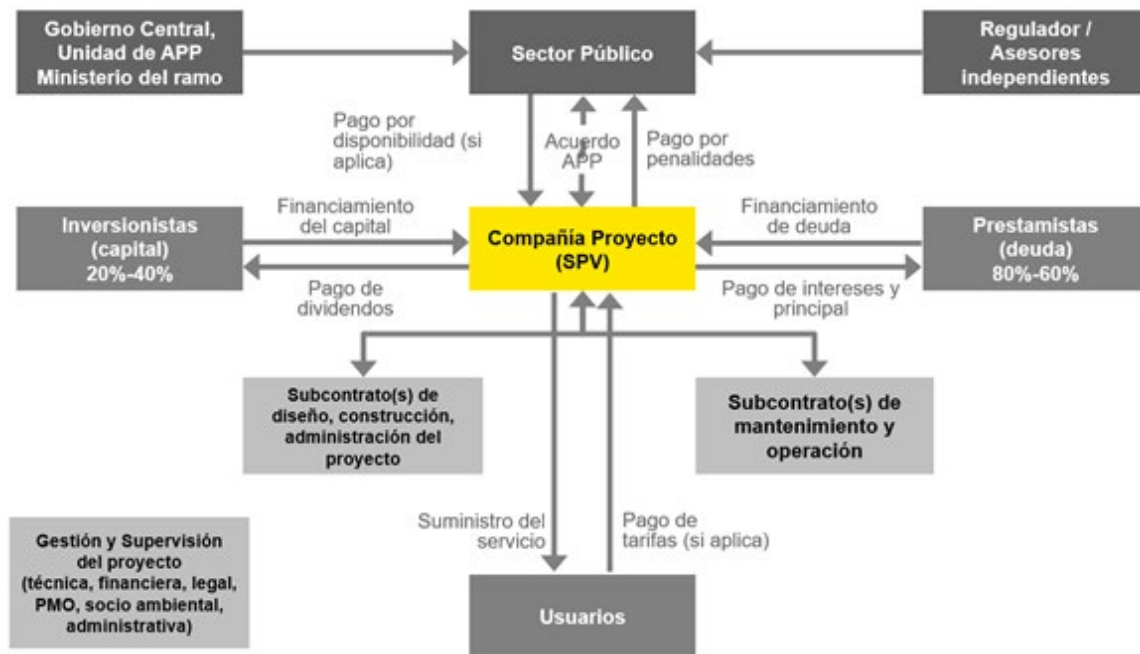 Gobierno Central,
Unidad de APP
Ministerio del ramo
Sector Público
Regulador /
Asesores
independientes
Pago por
disponibilidad (si
aplica)
Acuerdo
APP
Pago por
penalidades
Inversionistas
(capital)
20%-40%
Financiamiento
del capital
Pago de
dividendos
Compañía Proyecto
(SPV)
Financiamiento
de deuda
Pago de intereses y
principal
Prestamistas
(deuda)
80%-60%
Subcontrato(s) de
diseño, construcción,
administración del
proyecto
Subcontrato(s) de
mantenimiento y
operación
Gestión y Supervisión
del proyecto
(técnica, financiera, legal,
PMO, socio ambiental,
administrativa)
Suministro del
servicio
Pago de
tarifas (si aplica)
Usuarios